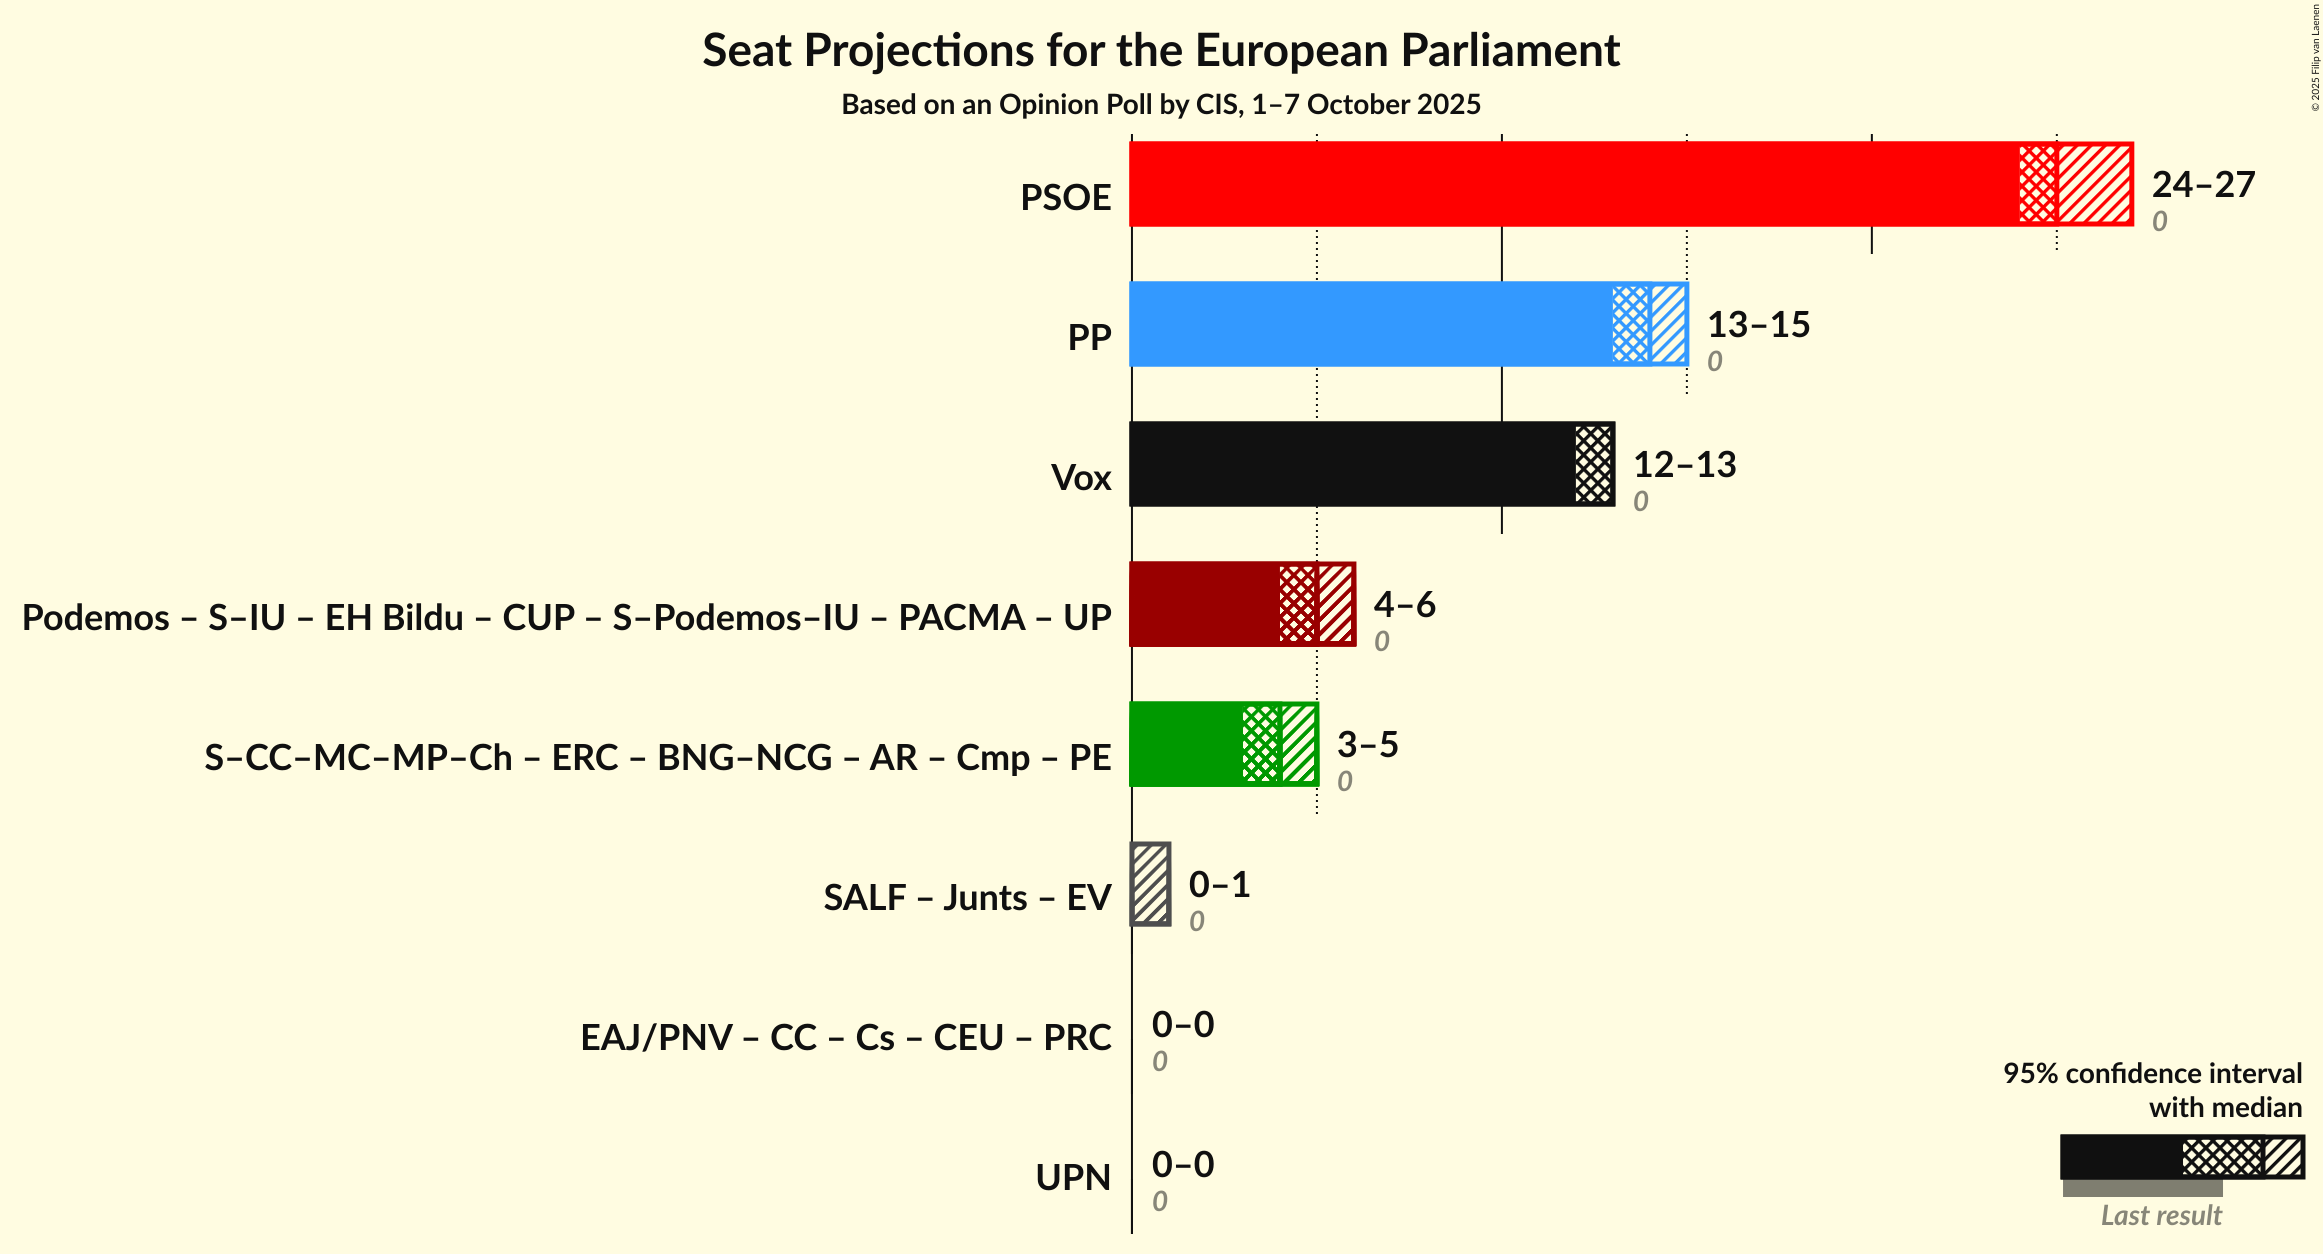 Seat Projections for the European Parliament
Based on an Opinion Poll by CIS, 1–7 October 2025
© 2025 Filip van Laenen
PSOE
24–27
0
PP
13–15
0
Vox
12–13
0
Podemos – S–IU – EH Bildu – CUP – S–Podemos–IU – PACMA – UP
4–6
0
S–CC–MC–MP–Ch – ERC – BNG–NCG – AR – Cmp – PE
3–5
0
SALF – Junts – EV
0–1
0
EAJ/PNV – CC – Cs – CEU – PRC
0–0
0
UPN
0–0
0
95% confidence interval
with median
Last result